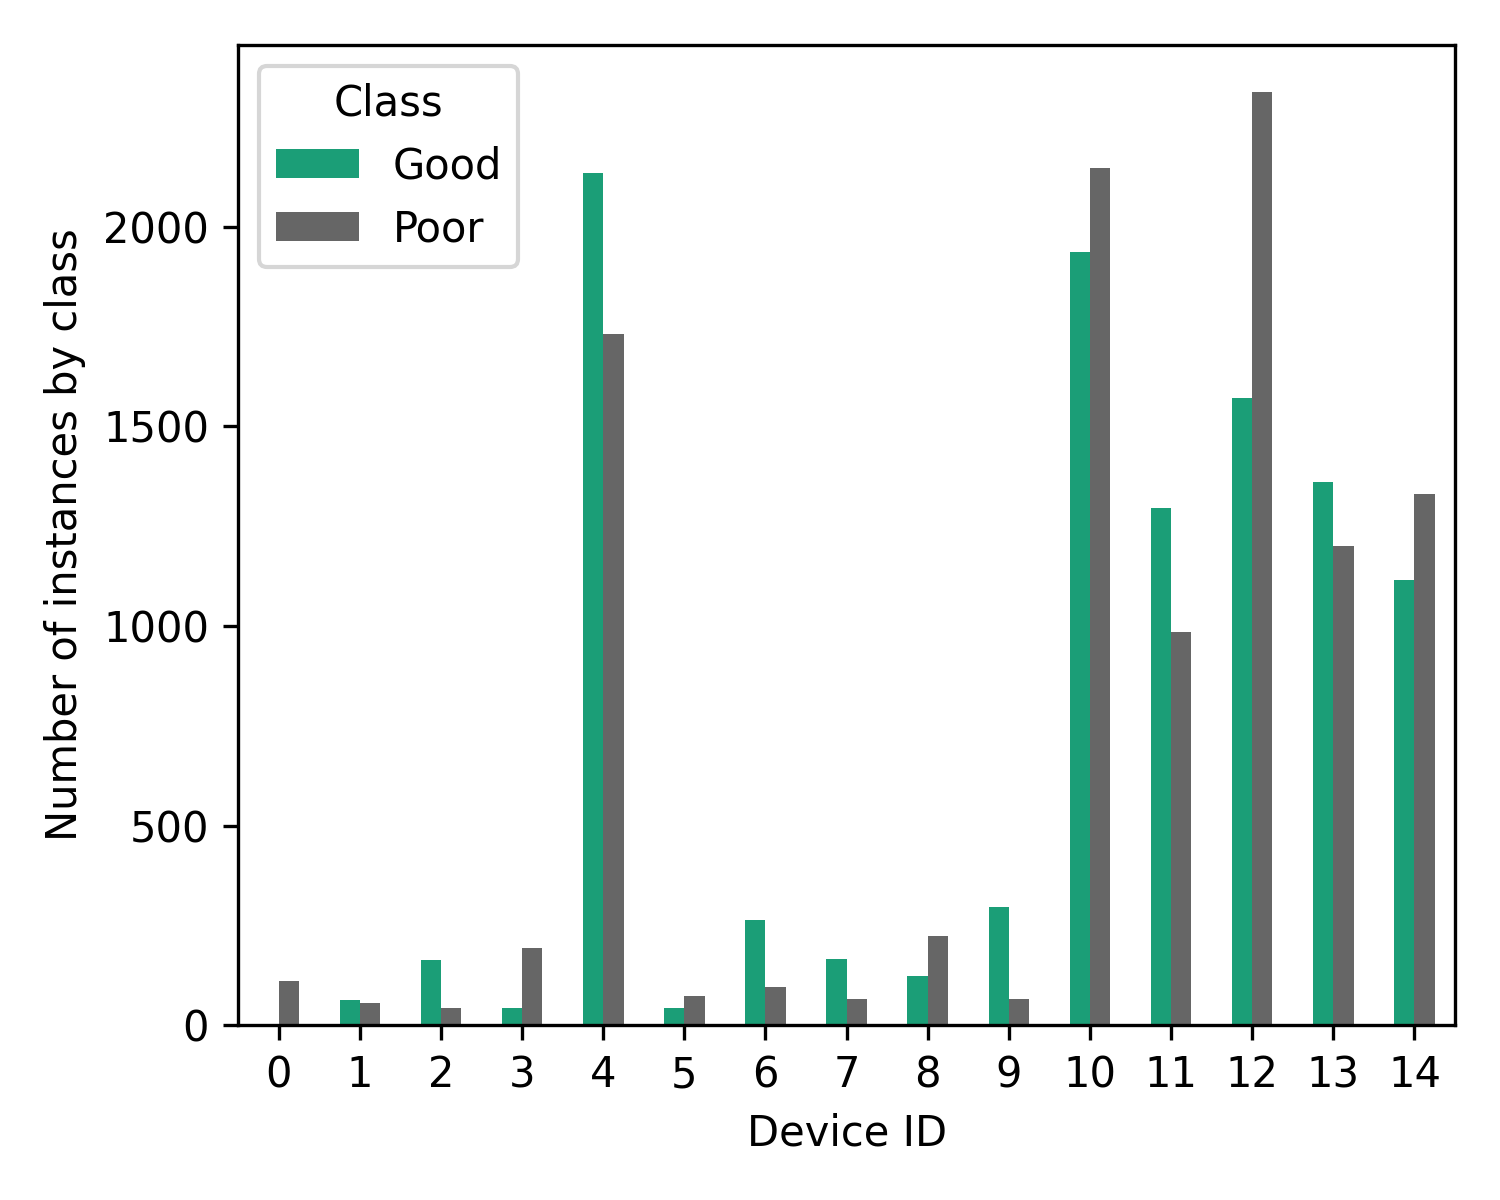 Class
Good
Poor
Number of instances by class
2000
1500
1000
500
0
0 1 2 3 4 5 6 7 8 9 10 11 12 13 14
Device ID